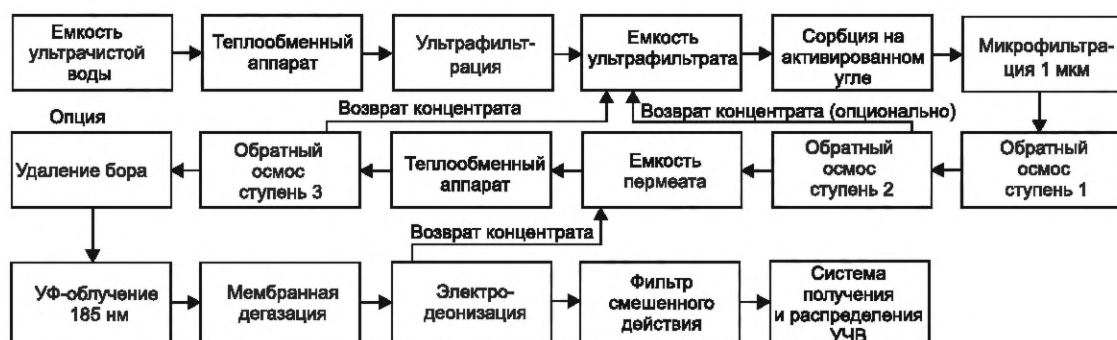 Емкость
ультрачистой
воды
Теплообменный
аппарат
Ультрафильт-
рация
Емкость
ультрафильтрата
Сорбция на
активированном
угле
Микрофильтра-
ция 1 мкм
Возврат концентрата
Возврат концентрата (опционально)
Опция
Удаление бора
Обратный
осмос
ступень 3
Теплообменный
аппарат
Емкость
пермеата
Обратный
осмос
ступень 2
Обратный
осмос
ступень 1
Возврат концентрата
УФ-облучение
185 нм
Мембранная
дегазация
Электро-
деонизация
Фильтр
смешенного
действия
Система
получения
и распределения
УЧВ